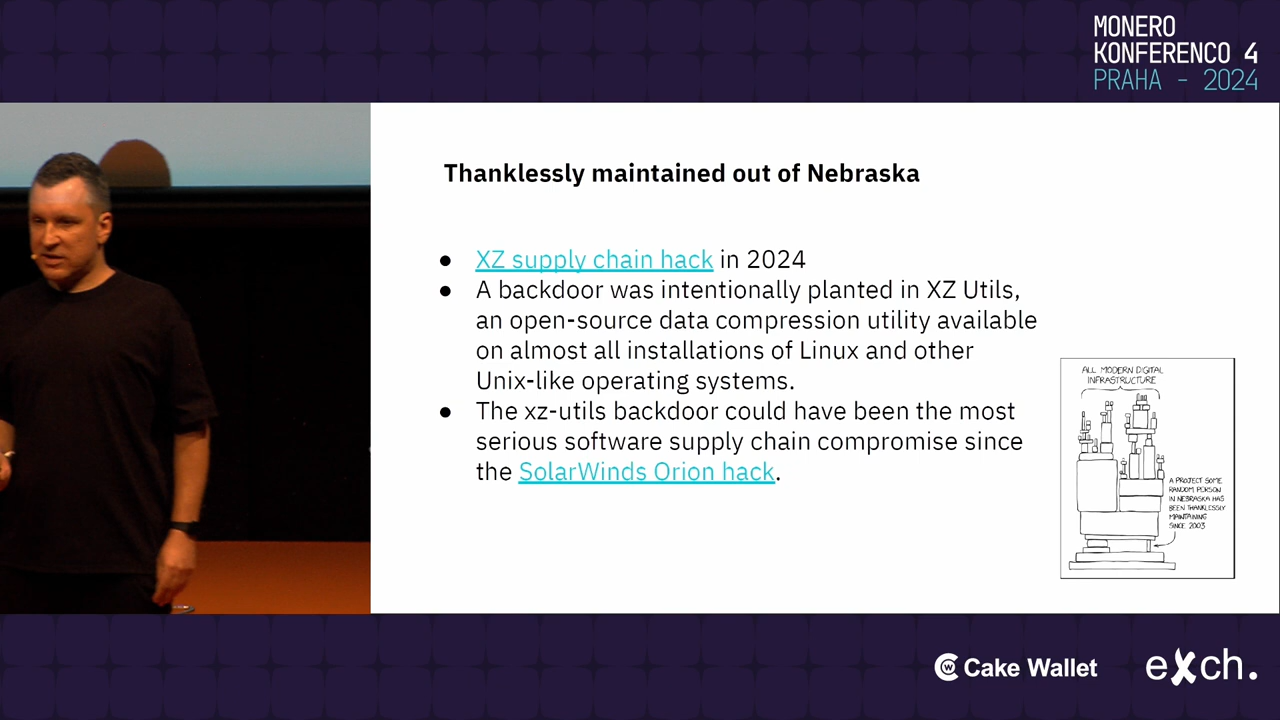 MONERO
KONFERENCO 4
PRAHA - 2024
Thanklessly maintained out of Nebraska
● XZ supply chain hack in 2024
● A backdoor was intentionally planted in XZ Utils,
an open-source data compression utility available
on almost all installations of Linux and other
Unix-like operating systems.
● The xz-utils backdoor could have been the most
serious software supply chain compromise since
the SolarWinds Orion hack.
ALL MODERN DIGITAL
INFRASTRUCTURE
A PROJECT SOME
RANDOM PERSON
IN NEBRASKA HAS
BEEN THANKLESSLY
MAINTAINING
SINCE 2003
Cake Wallet
eXch.